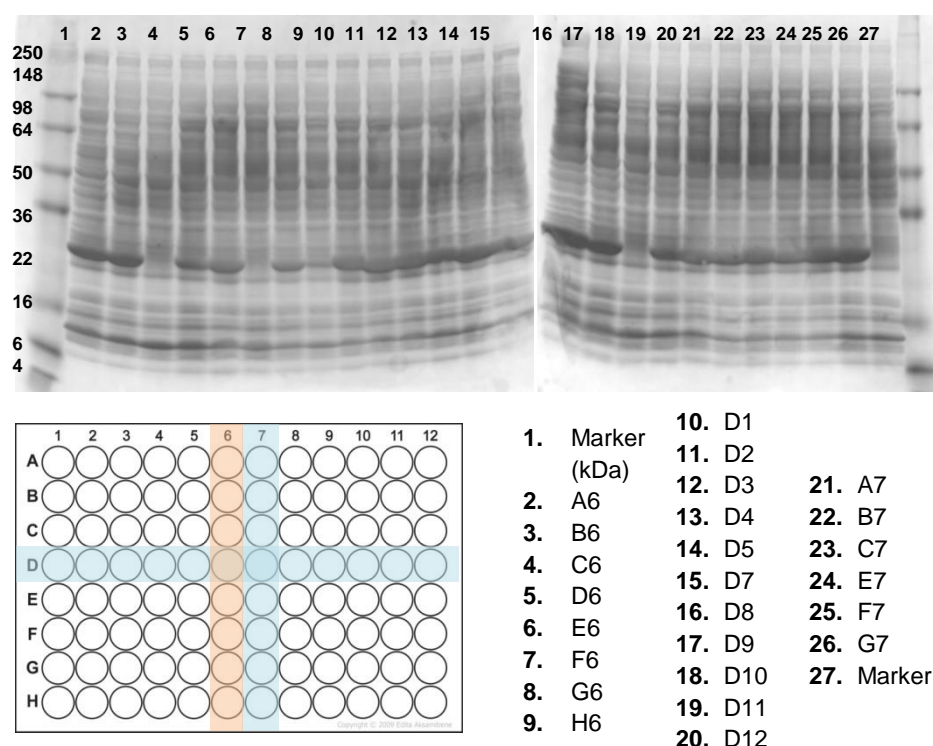 1 2 3 4 5 6 7 8 9 10 11 12 13 14 15 16 17 18 19 20 21 22 23 24 25 26 27
250
148
98
64
50
36
22
16
6
4
1 2 3 4 5 6 7 8 9 10 11 12
A
B
C
D
E
F
G
H
Copyright © 2009 Edita Aksamitiene
1. Marker
(kDa)
2. A6
3. B6
4. C6
5. D6
6. E6
7. F6
8. G6
9. H6
10. D1
11. D2
12. D3
13. D4
14. D5
15. D7
16. D8
17. D9
18. D10
19. D11
20. D12
21. A7
22. B7
23. C7
24. E7
25. F7
26. G7
27. Marker